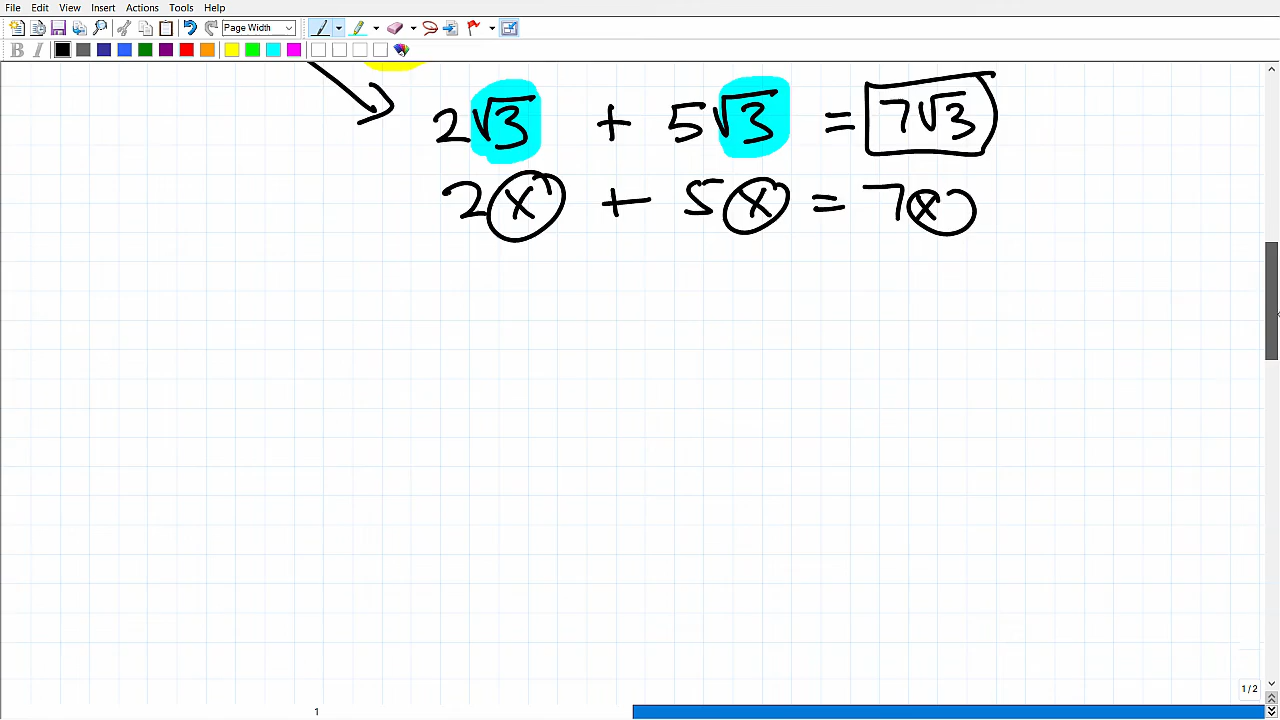 File Edit View Insert Actions Tools Help
Page Width
B I
2√3 + 5√3 = 7√3
2x + 5x = 7x
1/2
1